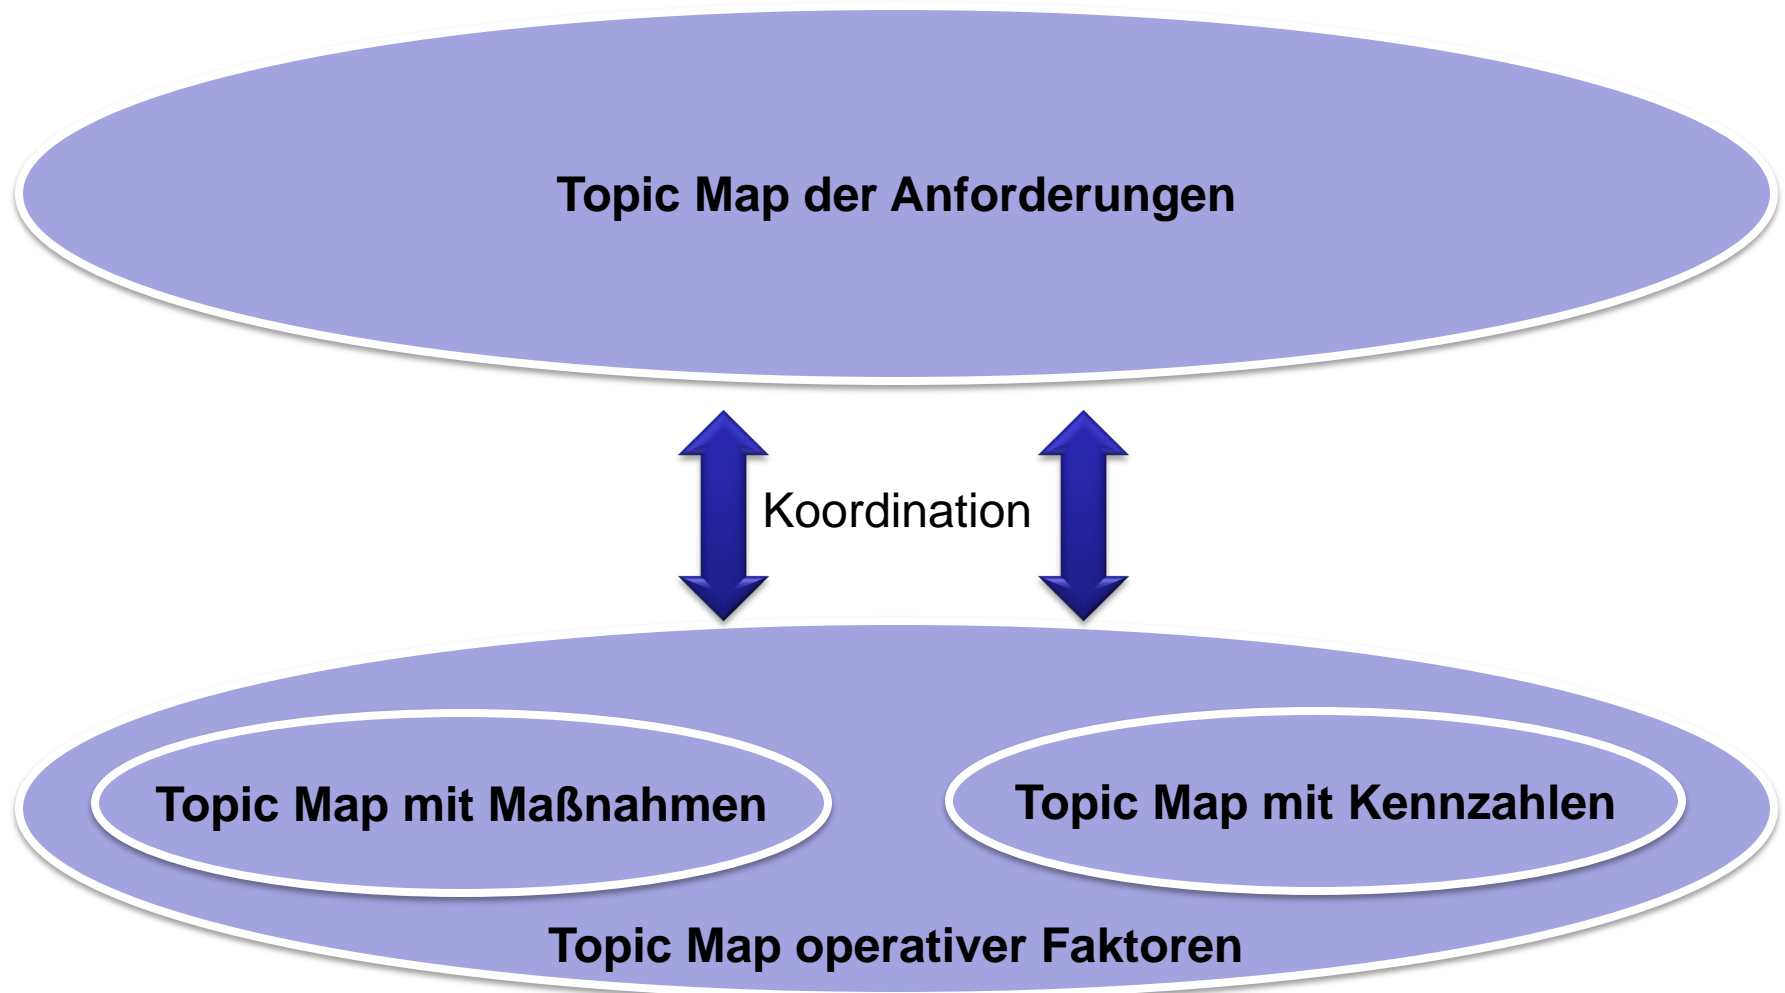 Topic Map der Anforderungen
Koordination
Topic Map mit Maßnahmen
Topic Map mit Kennzahlen
Topic Map operativer Faktoren